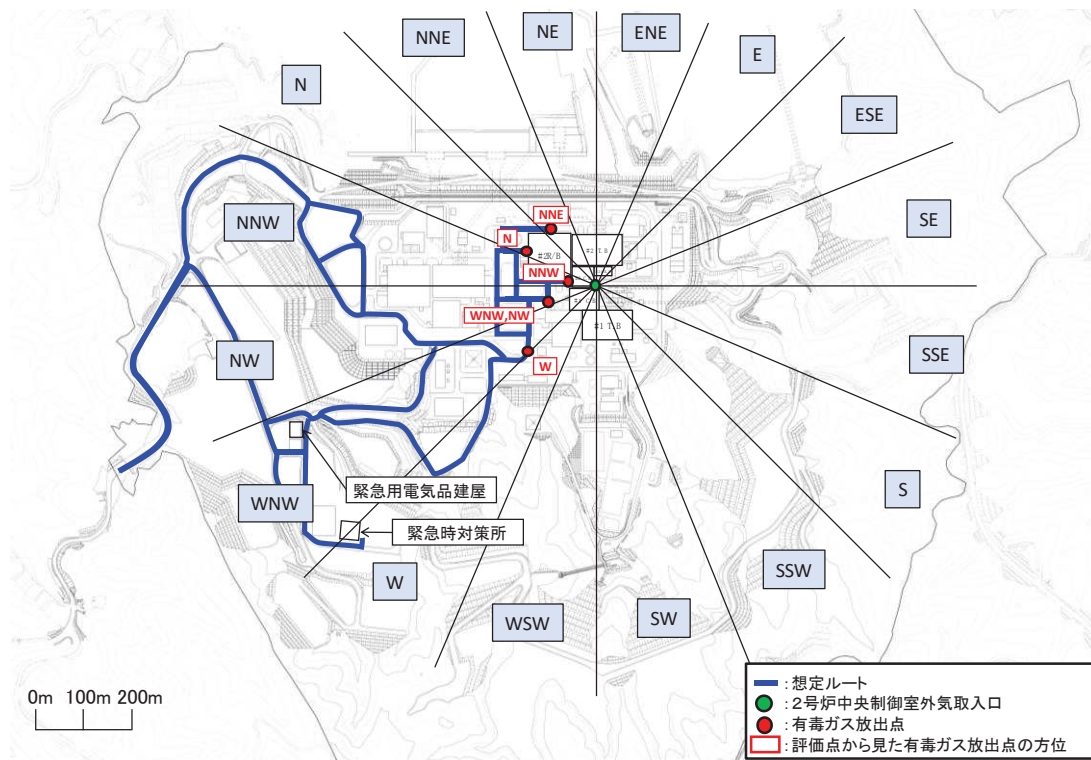 NNE
NE
ENE
E
N
ESE
NNW
SE
NNE
N
#2 T.B
#2R/B
NNW
WNW,NW
#1 T.B
W
NW
SSE
S
緊急用電気品建屋
WNW
緊急時対策所
W
SSW
WSW
SW
0m 100m 200m
:想定ルート
:2号炉中央制御室外気取入口
:有毒ガス放出点
:評価点から見た有毒ガス放出点の方位